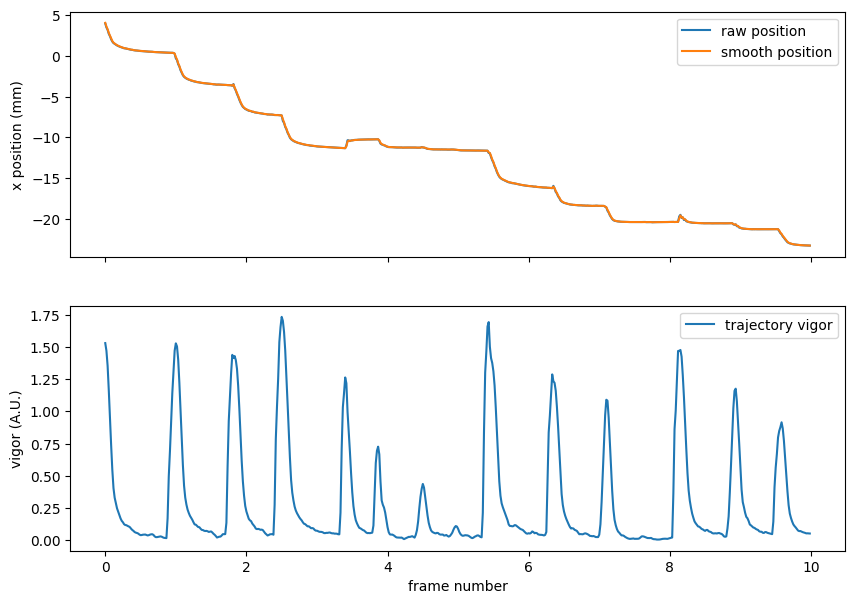 5
0
−5
−10
−15
−20
x position (mm)
raw position
smooth position
1.75
1.50
1.25
1.00
0.75
0.50
0.25
0.00
vigor (A.U.)
trajectory vigor
0 2 4 6 8 10
frame number